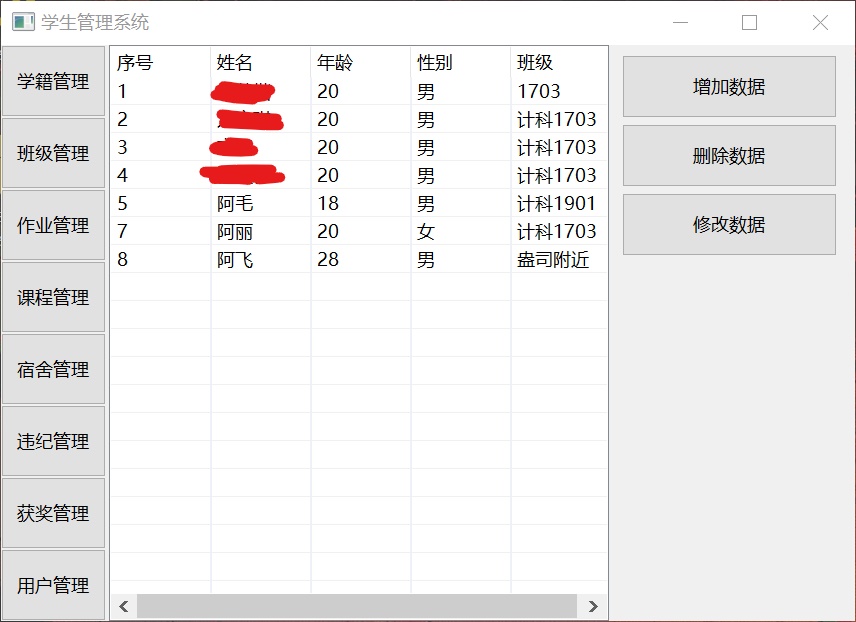 学生管理系统
学籍管理
班级管理
作业管理
课程管理
宿舍管理
违纪管理
获奖管理
用户管理
序号 姓名 年龄 性别 班级
1 20 男 1703
2 20 男 计科1703
3 20 男 计科1703
4 20 男 计科1703
5 阿毛 18 男 计科1901
7 阿丽 20 女 计科1703
8 阿飞 28 男 盎司附近
增加数据
删除数据
修改数据